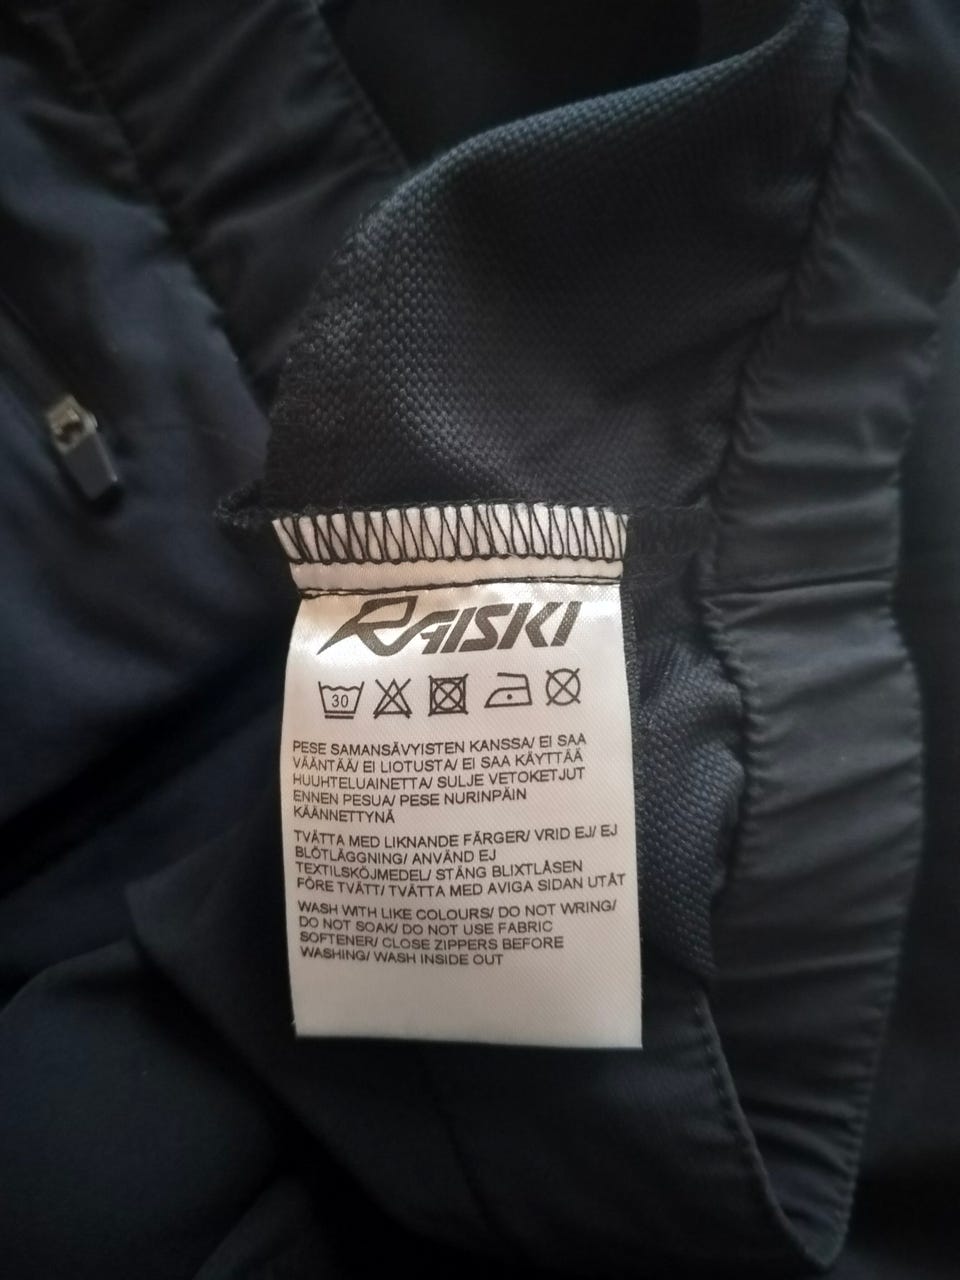 RAISKI
30
PESE SAMANSÄVYISTEN KANSSA/ EI SAA
VÄÄNTÄÄ/ EI LIOTUSTA/ EI SAA KÄYTTÄÄ
HUUHTELUAINETTA/ SULJE VETOKETJUT
ENNEN PESUA/ PESE NURINPÄIN
KÄÄNNETTYNÄ
TVÄTTA MED LIKNANDE FÄRGER/ VRID EJ/ EJ
BLÖTLÄGGNING/ ANVÄND EJ
TEXTILSKÖJMEDEL/ STÄNG BLIXTLÅSEN
FÖRE TVÄTT/ TVÄTTA MED AVIGA SIDAN UTÅT
WASH WITH LIKE COLOURS/ DO NOT WRING/
DO NOT SOAK/ DO NOT USE FABRIC
SOFTENER/ CLOSE ZIPPERS BEFORE
WASHING/ WASH INSIDE OUT